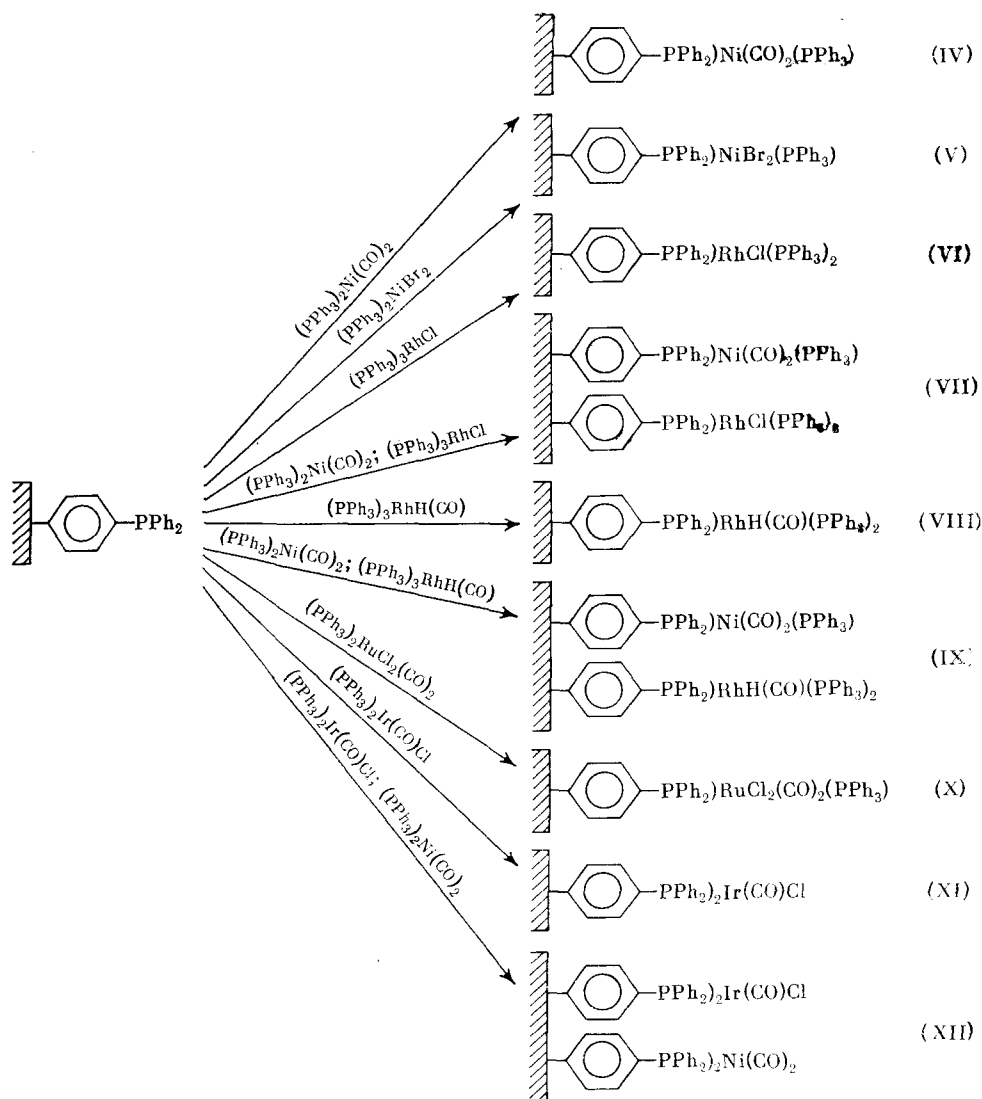 PPh₂)Ni(CO)₂(PPh₃) (IV)
PPh₂)NiBr₂(PPh₃) (V)
PPh₂)RhCl(PPh₃)₂ (VI)
PPh₂)Ni(CO)₂(PPh₃)
(VII)
PPh₂)RhCl(PPh₃)₂
PPh₂)RhH(CO)(PPh₃)₂ (VIII)
PPh₂)Ni(CO)₂(PPh₃)
(IX)
PPh₂)RhH(CO)(PPh₃)₂
PPh₂)RuCl₂(CO)₂(PPh₃) (X)
PPh₂)₂Ir(CO)Cl (XI)
PPh₂)₂Ir(CO)Cl
(XII)
PPh₂)₂Ni(CO)₂
PPh₂
(PPh₃)₂Ni(CO)₂
(PPh₃)₂NiBr₂
(PPh₃)₃RhCl
(PPh₃)₂Ni(CO)₂; (PPh₃)₃RhCl
(PPh₃)₃RhH(CO)
(PPh₃)₂Ni(CO)₂; (PPh₃)₃RhH(CO)
(PPh₃)₂RuCl₂(CO)₂
(PPh₃)₂Ir(CO)Cl
(PPh₃)₂Ir(CO)Cl; (PPh₃)₂Ni(CO)₂